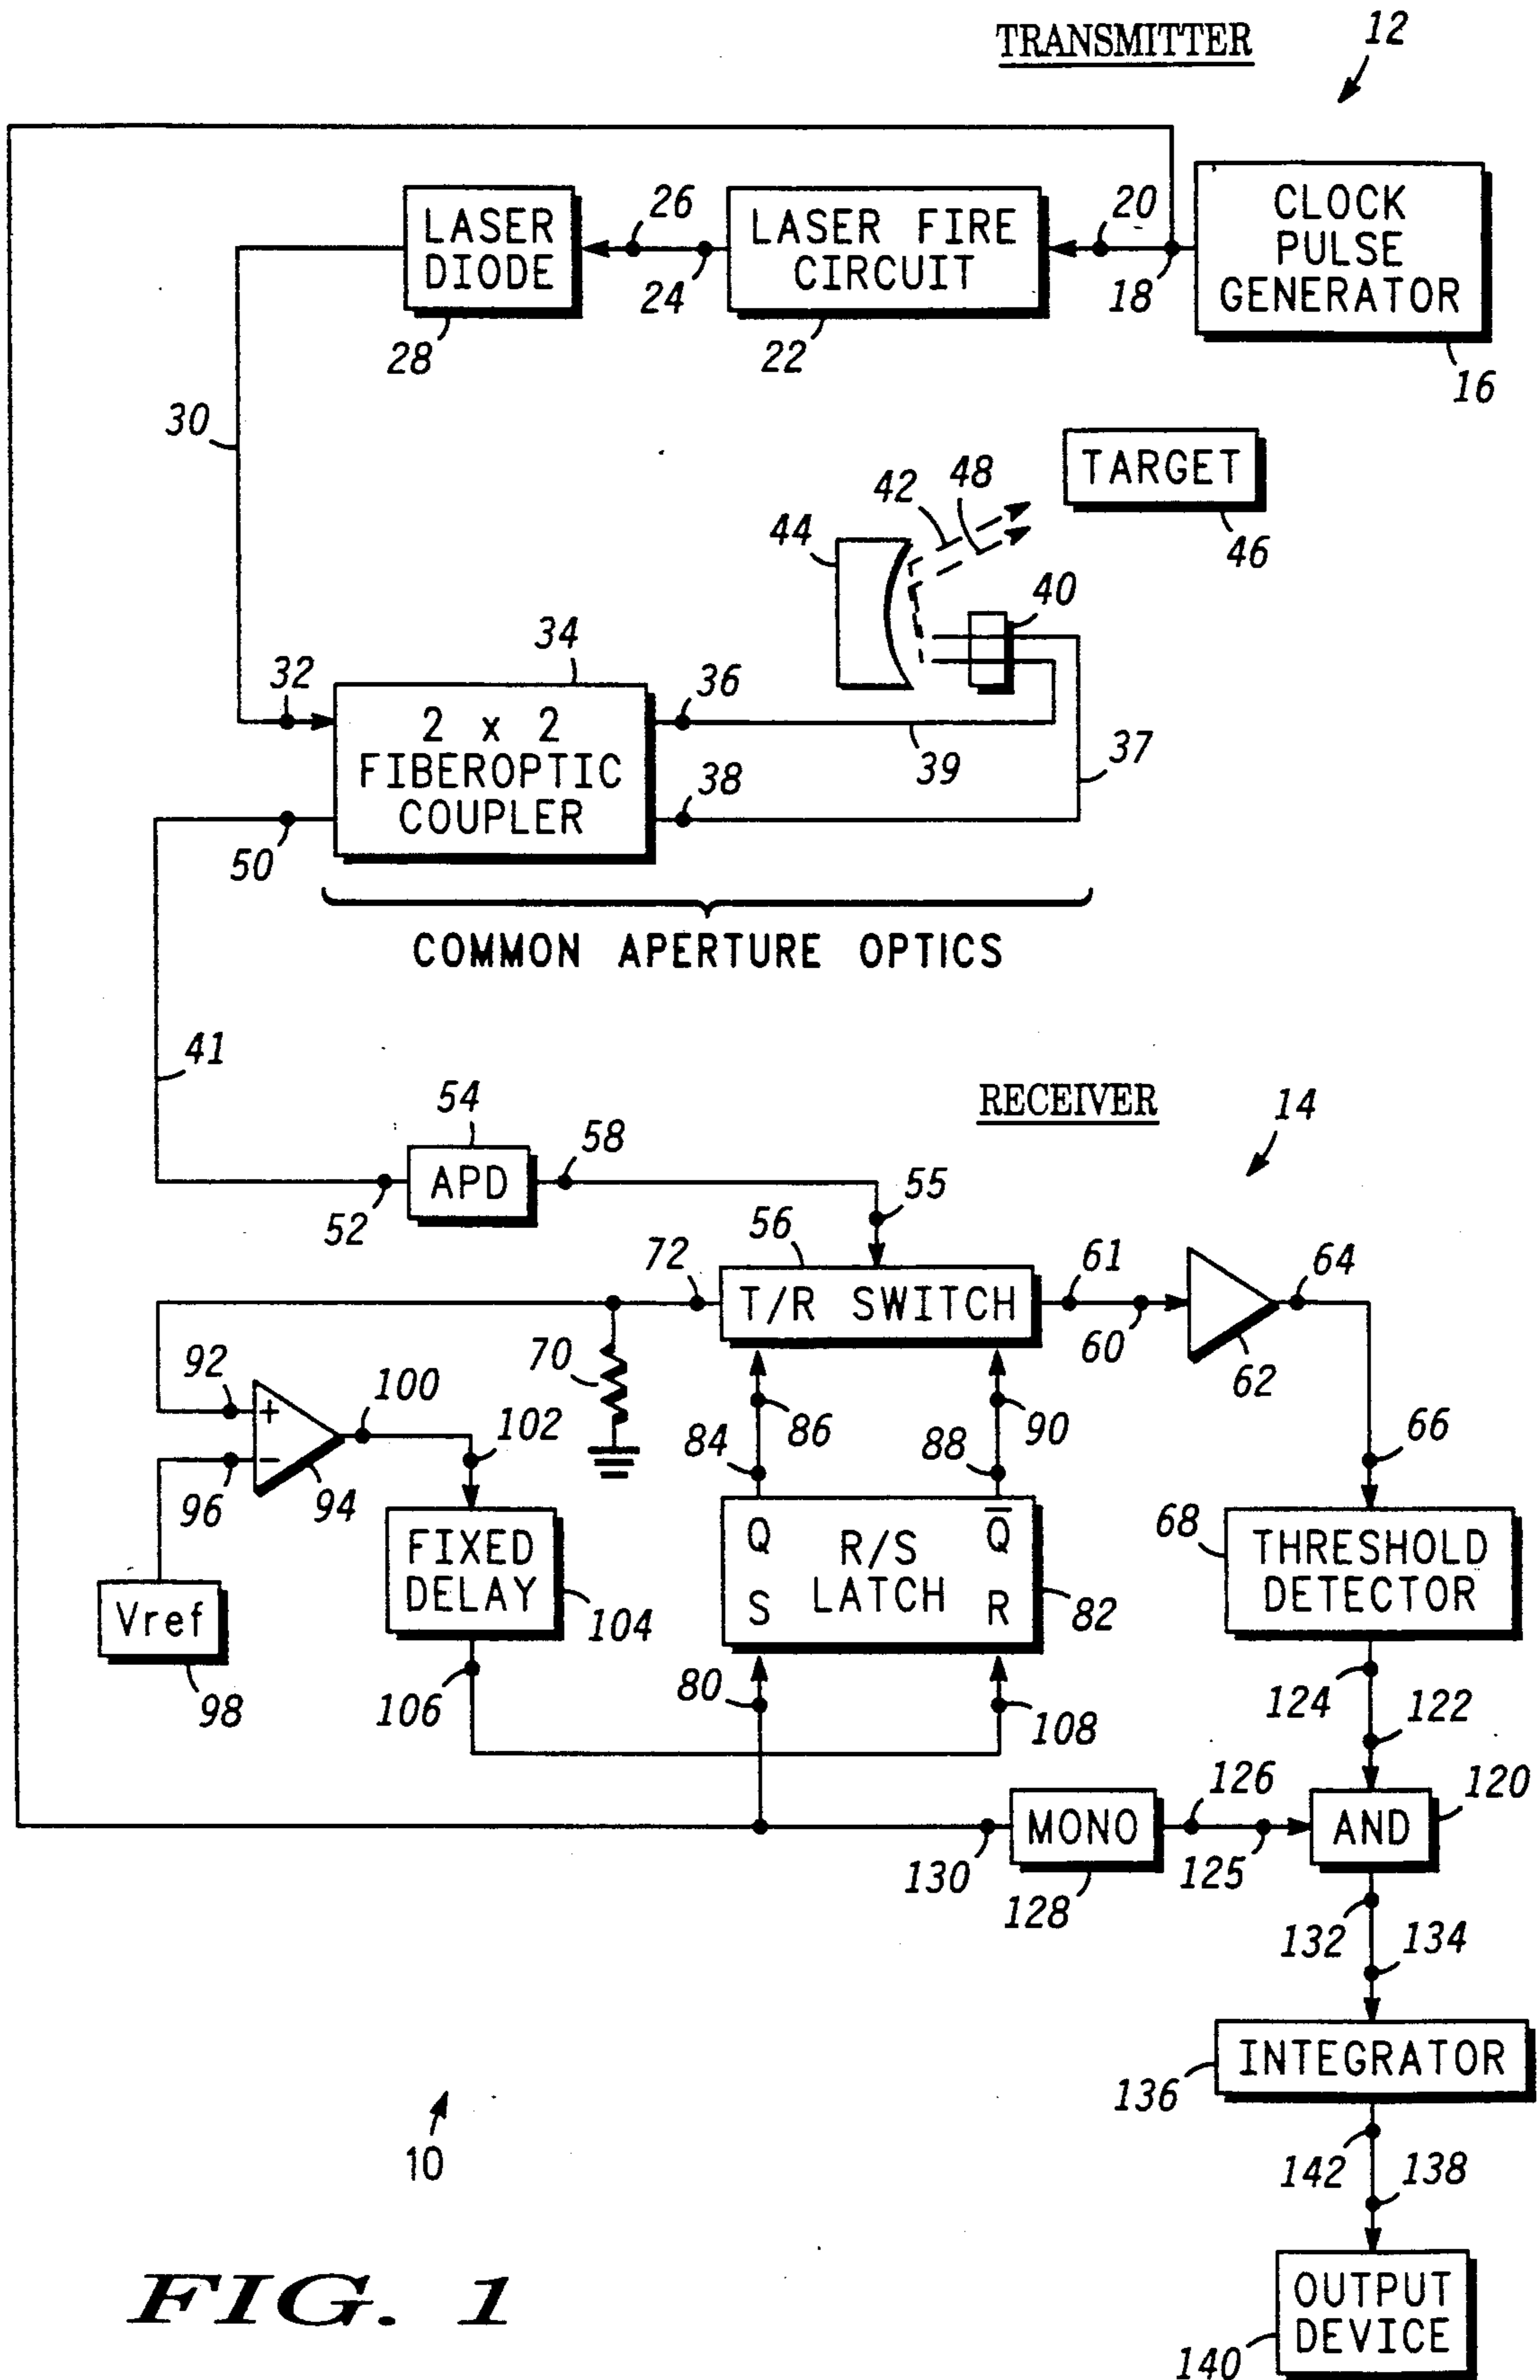 TRANSMITTER
12
LASER
DIODE
28
26
24
LASER FIRE
CIRCUIT
22
20
18
CLOCK
PULSE
GENERATOR
16
30
TARGET
46
42
48
44
40
34
32
2 x 2
FIBEROPTIC
COUPLER
36
39
37
38
50
COMMON APERTURE OPTICS
41
RECEIVER
14
54
APD
52
58
55
56
T/R SWITCH
72
61
60
62
64
70
92
96
+
−
94
100
102
84
86
88
90
66
Vref
98
FIXED
DELAY
104
106
Q
R/S
LATCH
Q̅
S
R
82
80
108
68
THRESHOLD
DETECTOR
124
122
130
MONO
128
126
125
AND
120
132
134
INTEGRATOR
136
142
138
OUTPUT
DEVICE
140
10
FIG. 1